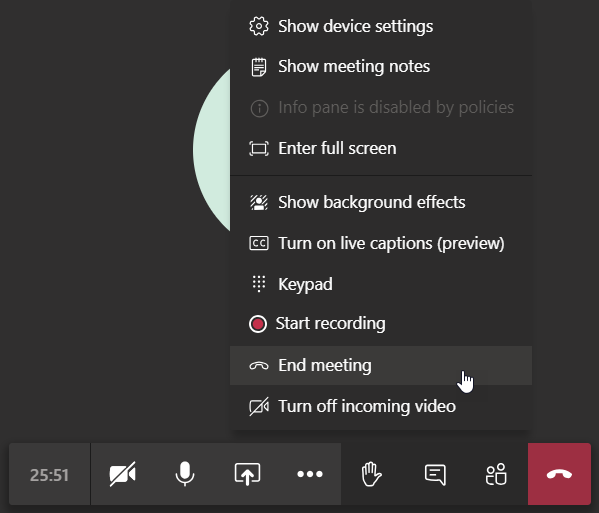 Show device settings
Show meeting notes
Info pane is disabled by policies
Enter full screen
Show background effects
CC Turn on live captions (preview)
Keypad
Start recording
End meeting
Turn off incoming video
25:51